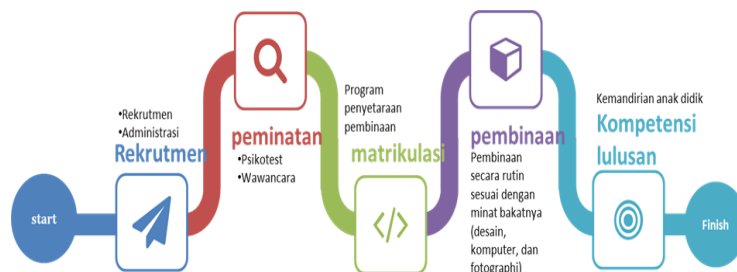 start
•Rekrutmen
•Administrasi
Rekrutmen
peminatan
•Psikotest
•Wawancara
Program
penyetaraan
pembinaan
matrikulasi
</>
pembinaan
Pembinaan
secara rutin
sesuai dengan
minat bakatnya
(desain,
komputer, dan
fotographi)
Kemandirian anak didik
Kompetensi
lulusan
Finish